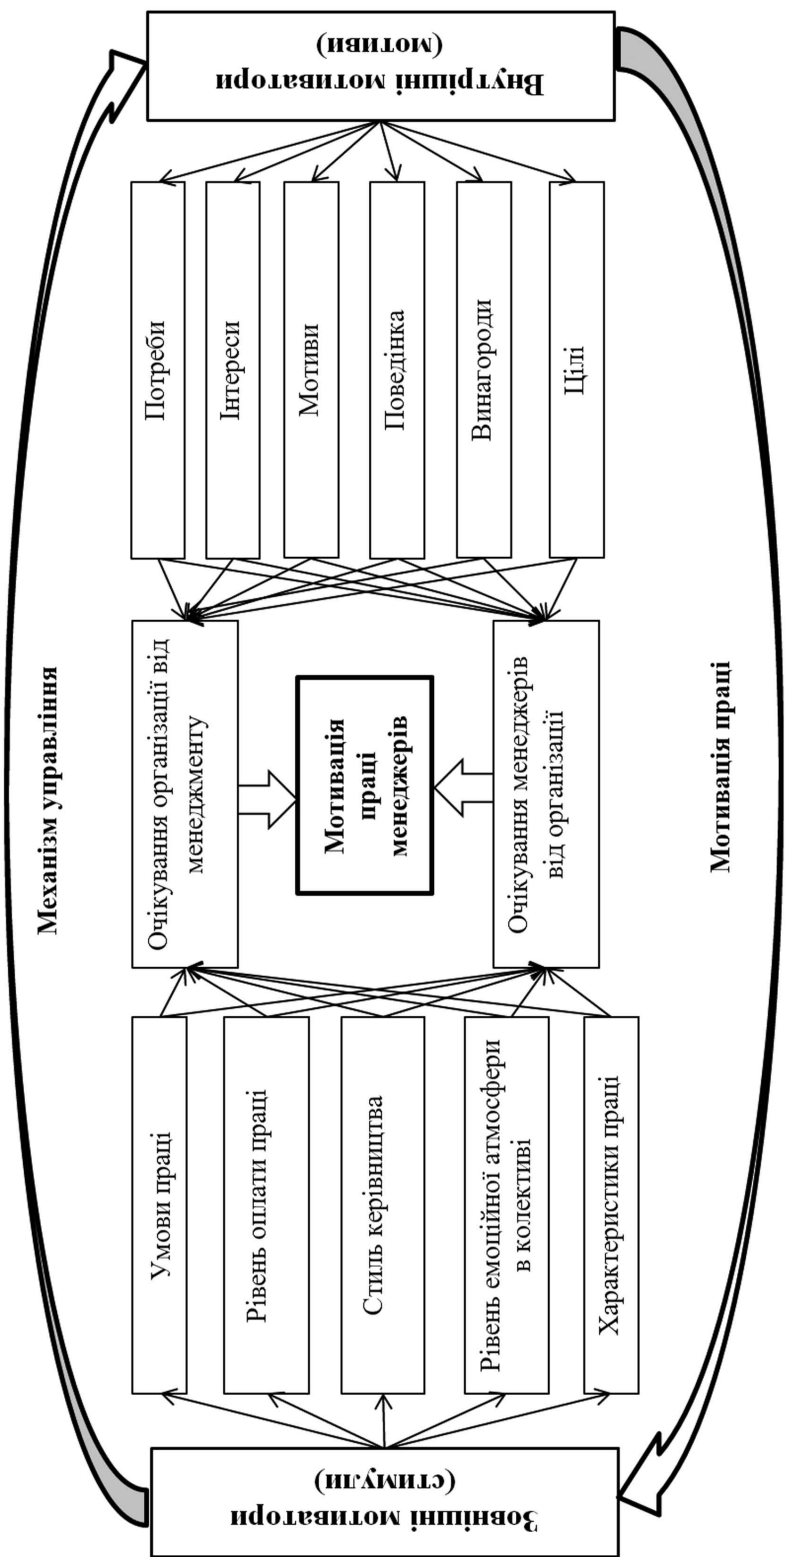 Механізм управління
Зовнішні мотиватори
(стимули)
Умови праці
Рівень оплати праці
Стиль керівництва
Рівень емоційної атмосфери
в колективі
Характеристики праці
Очікування організації від
менеджменту
Мотивація
праці
менеджерів
Очікування менеджерів
від організації
Потреби
Інтереси
Мотиви
Поведінка
Винагороди
Цілі
Внутрішні мотиватори
(мотиви)
Мотивація праці